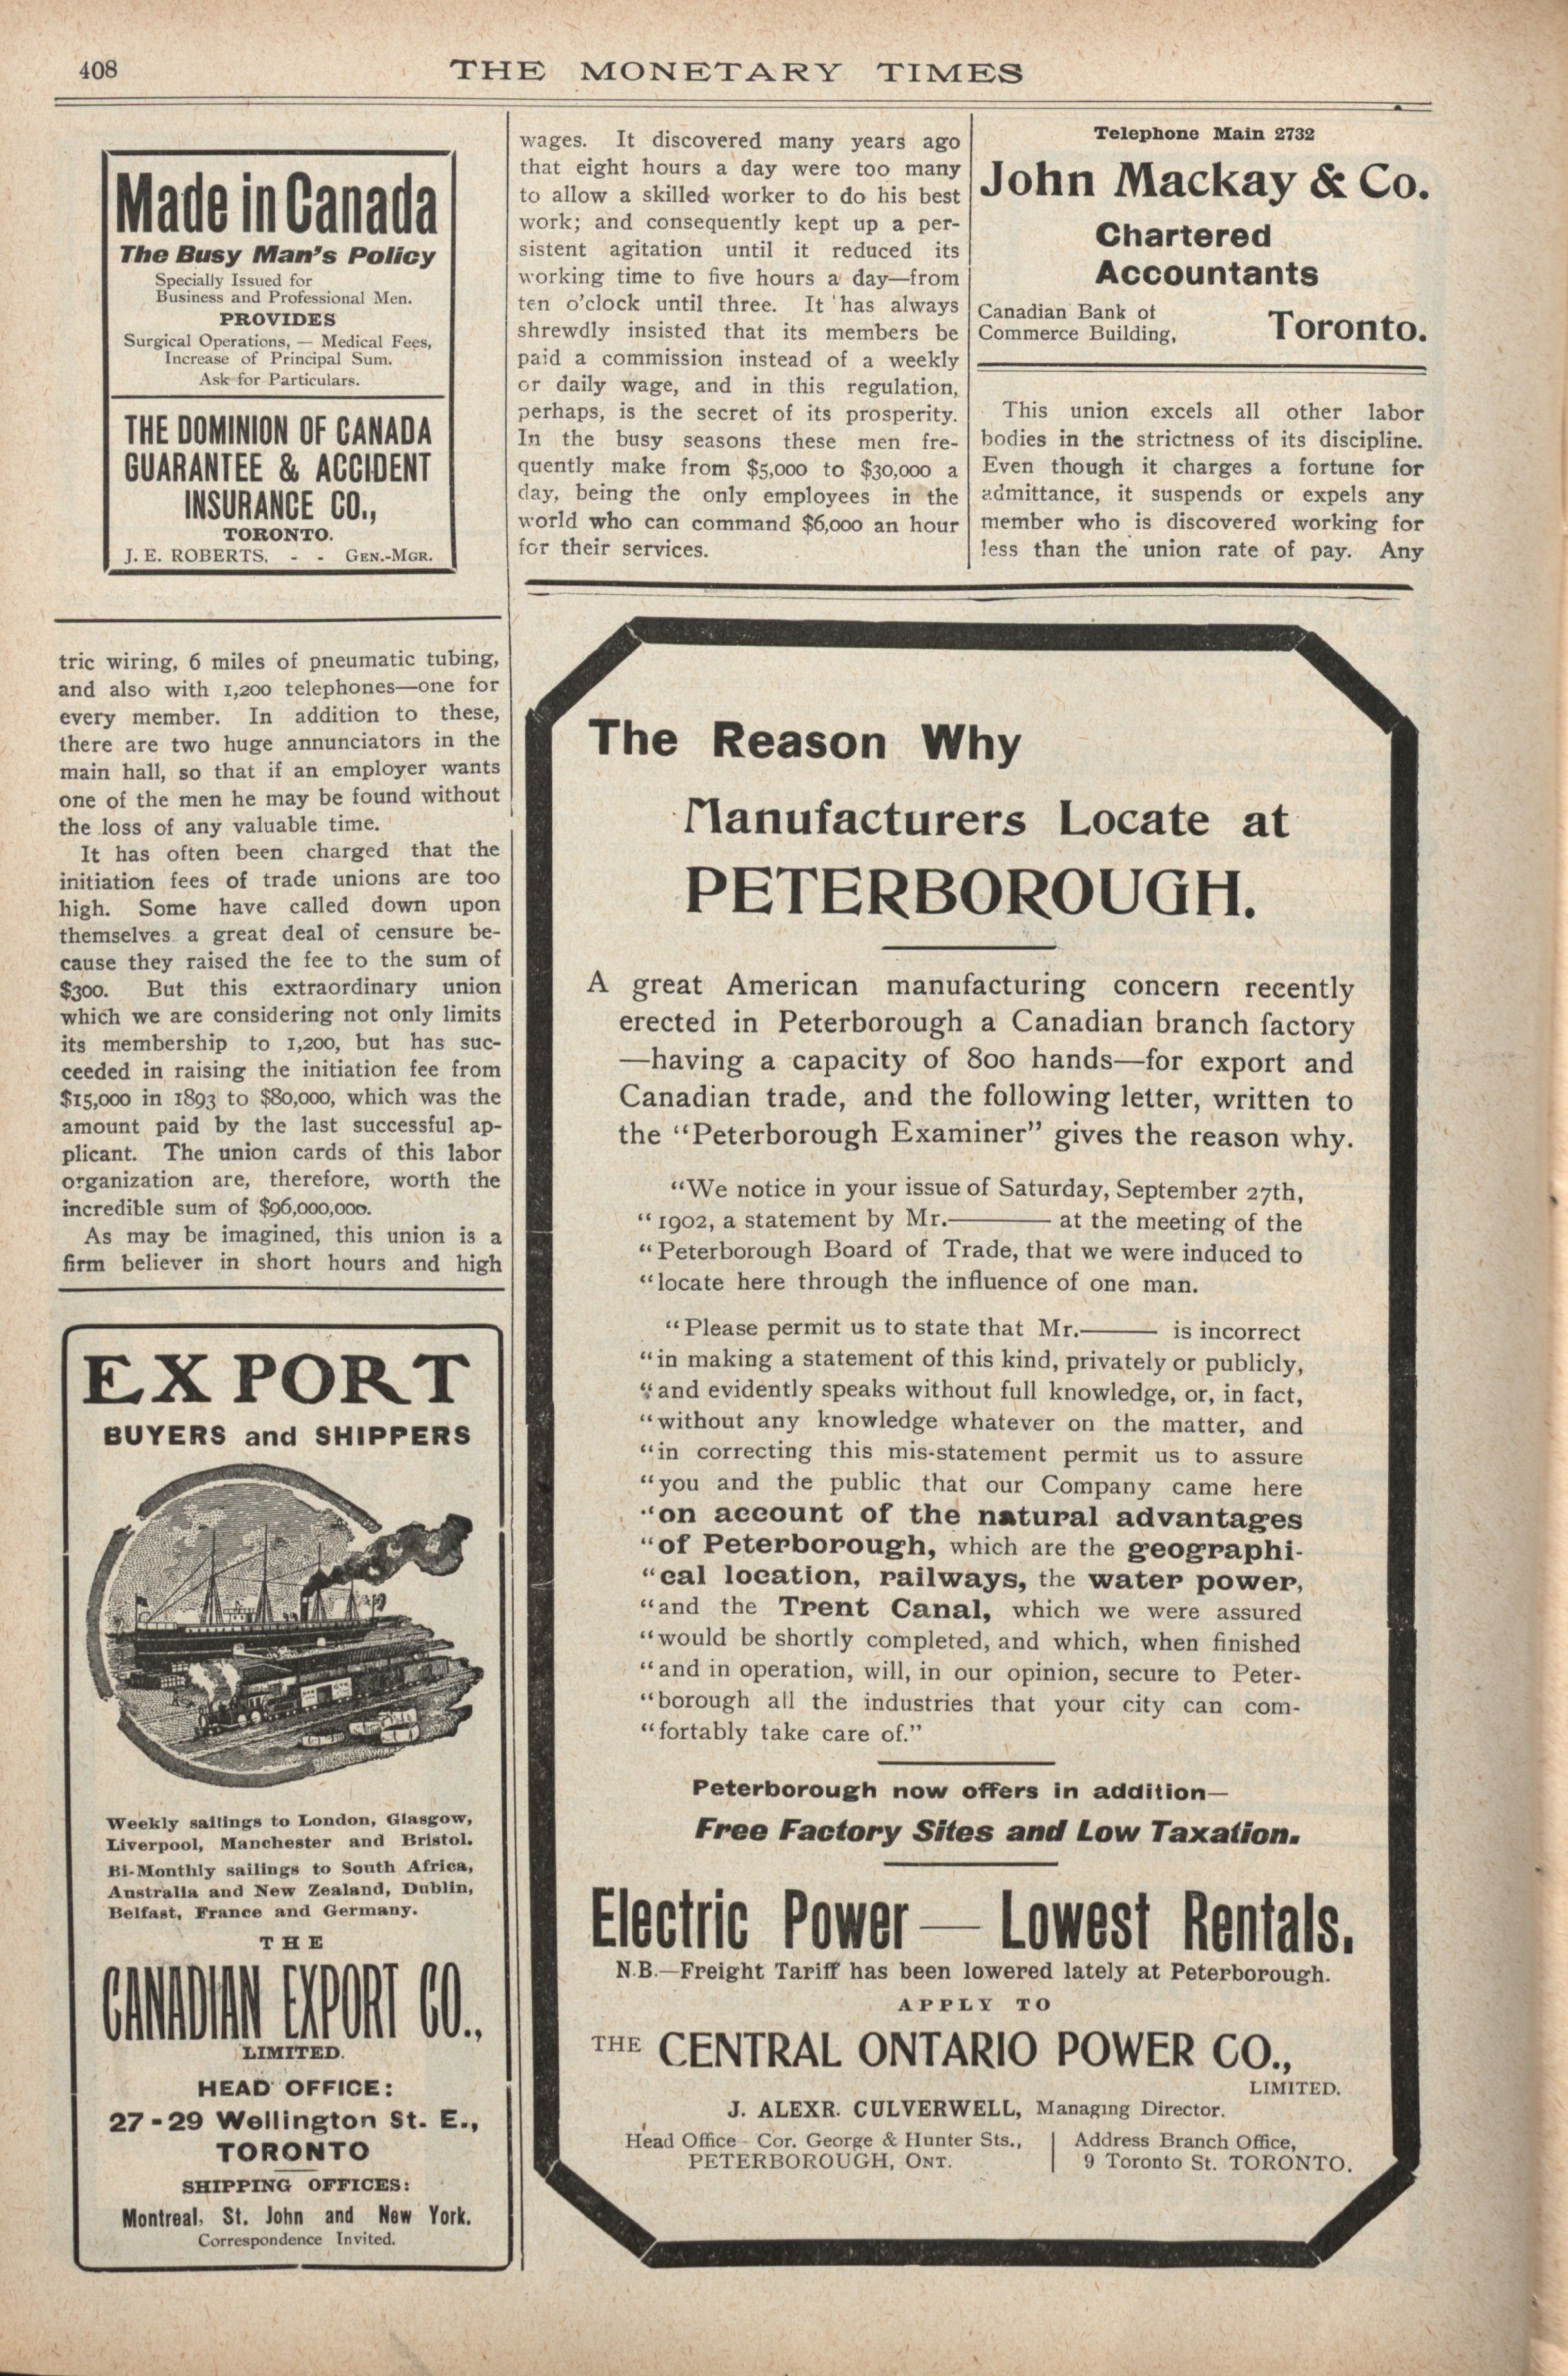 408
THE MONETARY TIMES
Made in Canada
The Busy Man's Policy
Specially Issued for
Business and Professional Men.
PROVIDES
Surgical Operations, — Medical Fees,
Increase of Principal Sum.
Ask for Particulars.
THE DOMINION OF CANADA
GUARANTEE & ACCIDENT
INSURANCE CO.,
TORONTO.
J. E. ROBERTS, - - GEN.-MGR.
tric wiring, 6 miles of pneumatic tubing,
and also with 1,200 telephones—one for
every member. In addition to these,
there are two huge annunciators in the
main hall, so that if an employer wants
one of the men he may be found without
the loss of any valuable time.
It has often been charged that the
initiation fees of trade unions are too
high. Some have called down upon
themselves a great deal of censure be-
cause they raised the fee to the sum of
$300. But this extraordinary union
which we are considering not only limits
its membership to 1,200, but has suc-
ceeded in raising the initiation fee from
$15,000 in 1893 to $80,000, which was the
amount paid by the last successful ap-
plicant. The union cards of this labor
organization are, therefore, worth the
incredible sum of $96,000,000.
As may be imagined, this union is a
firm believer in short hours and high
EXPORT
BUYERS and SHIPPERS
Weekly sailings to London, Glasgow,
Liverpool, Manchester and Bristol.
Bi-Monthly sailings to South Africa,
Australia and New Zealand, Dublin,
Belfast, France and Germany.
THE
CANADIAN EXPORT CO.,
LIMITED.
HEAD OFFICE:
27-29 Wellington St. E.,
TORONTO
SHIPPING OFFICES:
Montreal, St. John and New York.
Correspondence Invited.
wages. It discovered many years ago
that eight hours a day were too many
to allow a skilled worker to do his best
work; and consequently kept up a per-
sistent agitation until it reduced its
working time to five hours a day—from
ten o'clock until three. It has always
shrewdly insisted that its members be
paid a commission instead of a weekly
or daily wage, and in this regulation,
perhaps, is the secret of its prosperity.
In the busy seasons these men fre-
quently make from $5,000 to $30,000 a
day, being the only employees in the
world who can command $6,000 an hour
for their services.
Telephone Main 2732
John Mackay & Co.
Chartered
Accountants
Canadian Bank of
Commerce Building,
Toronto.
This union excels all other labor
bodies in the strictness of its discipline.
Even though it charges a fortune for
admittance, it suspends or expels any
member who is discovered working for
less than the union rate of pay. Any
The Reason Why
Manufacturers Locate at
PETERBOROUGH.
A great American manufacturing concern recently
erected in Peterborough a Canadian branch factory
—having a capacity of 800 hands—for export and
Canadian trade, and the following letter, written to
the "Peterborough Examiner" gives the reason why.
"We notice in your issue of Saturday, September 27th,
"1902, a statement by Mr.——— at the meeting of the
"Peterborough Board of Trade, that we were induced to
"locate here through the influence of one man.
"Please permit us to state that Mr.——— is incorrect
"in making a statement of this kind, privately or publicly,
"and evidently speaks without full knowledge, or, in fact,
"without any knowledge whatever on the matter, and
"in correcting this mis-statement permit us to assure
"you and the public that our Company came here
"on account of the natural advantages
"of Peterborough, which are the geographi-
"cal location, railways, the water power,
"and the Trent Canal, which we were assured
"would be shortly completed, and which, when finished
"and in operation, will, in our opinion, secure to Peter-
"borough all the industries that your city can com-
"fortably take care of."
Peterborough now offers in addition—
Free Factory Sites and Low Taxation.
Electric Power — Lowest Rentals.
N.B.—Freight Tariff has been lowered lately at Peterborough.
APPLY TO
THE CENTRAL ONTARIO POWER CO.,
LIMITED.
J. ALEXR. CULVERWELL, Managing Director.
Head Office - Cor. George & Hunter Sts.,
PETERBOROUGH, ONT.
Address Branch Office,
9 Toronto St. TORONTO.